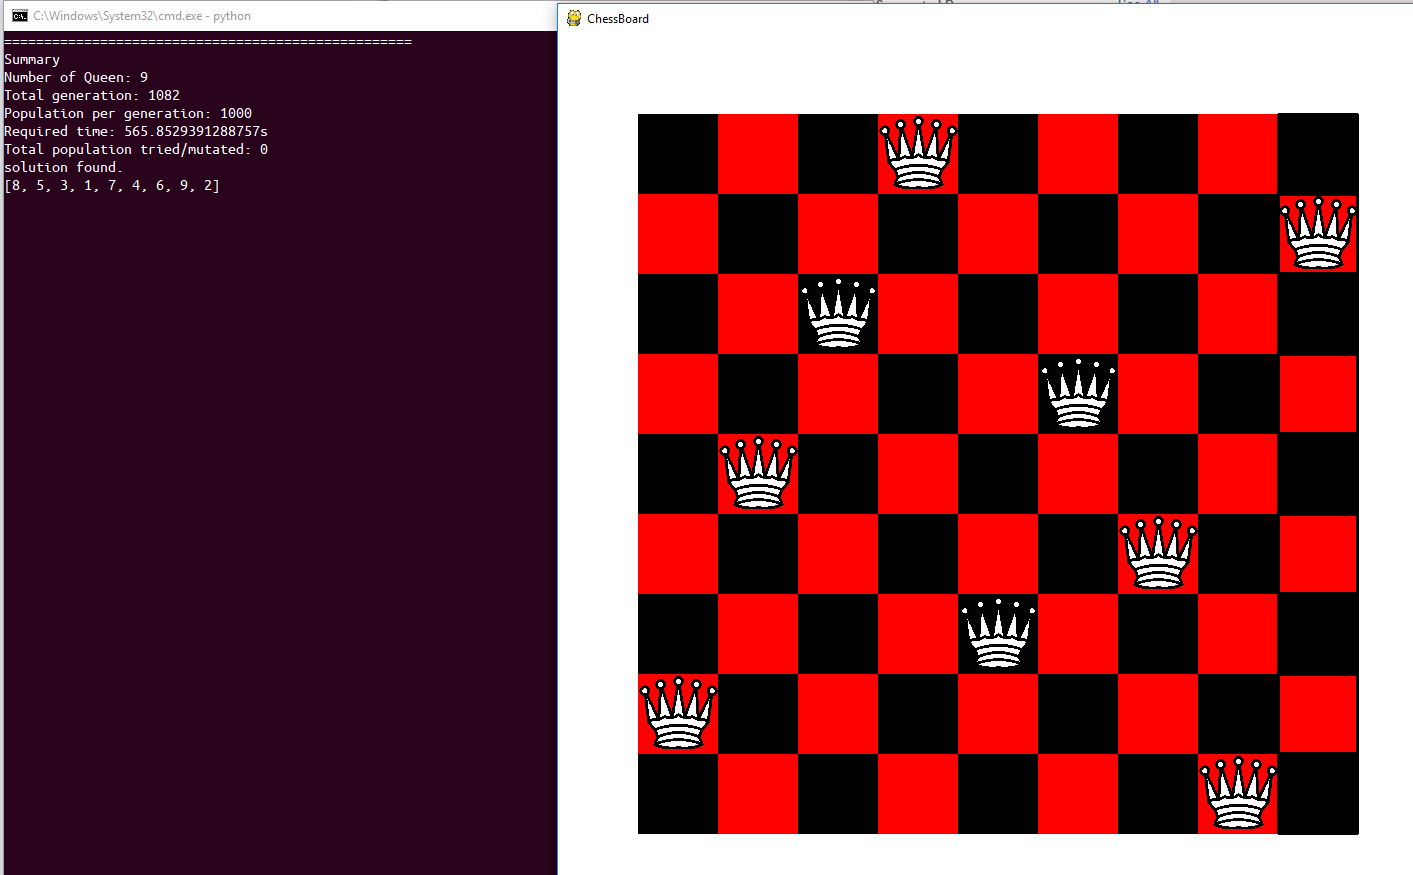 C:\Windows\System32\cmd.exe - python
===================================================
Summary
Number of Queen: 9
Total generation: 1082
Population per generation: 1000
Required time: 565.8529391288757s
Total population tried/mutated: 0
solution found.
[8, 5, 3, 1, 7, 4, 6, 9, 2]
ChessBoard